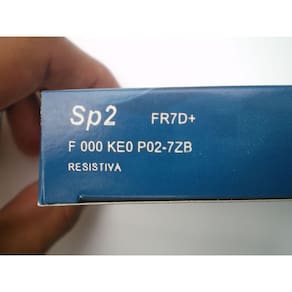 Sp2 FR7D+
F 000 KE0 P02-7ZB
RESISTIVA